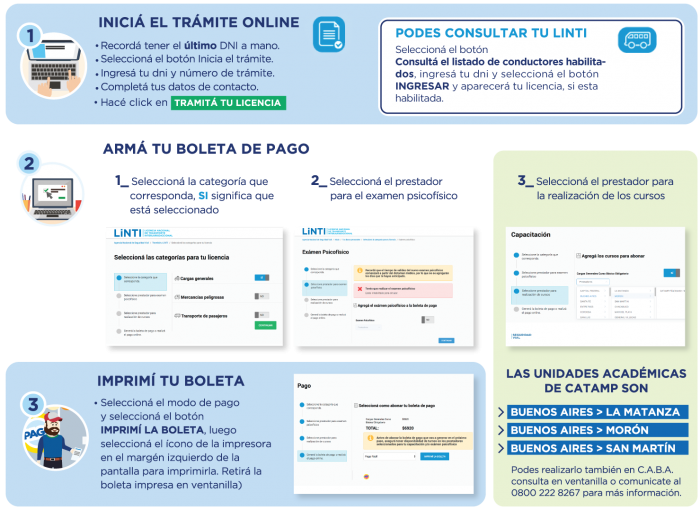 1
INICIÁ EL TRÁMITE ONLINE
• Recordá tener el último DNI a mano.
• Seleccioná el botón Inicia el trámite.
• Ingresá tu dni y número de trámite.
• Completá tus datos de contacto.
• Hacé click en TRAMITÁ TU LICENCIA
PODES CONSULTAR TU LINTI
Seleccioná el botón
Consultá el listado de conductores habilita-
dos, ingresá tu dni y seleccioná el botón
INGRESAR y aparecerá tu licencia, si esta
habilitada.
2
ARMÁ TU BOLETA DE PAGO
1_ Seleccioná la categoría que
corresponda, SI significa que
está seleccionado
LiNTI
Seleccioná las categorías para tu licencia
Cargas generales
Mercancías peligrosas
Transporte de pasajeros
2_ Seleccioná el prestador
para el examen psicofísico
LiNTI
Exámen Psicofísico
Agregá el exámen psicofísico a la boleta de pago
3_ Seleccioná el prestador para
la realización de los cursos
Capacitación
Agregá los cursos para abonar
LAS UNIDADES ACADÉMICAS
DE CATAMP SON
BUENOS AIRES > LA MATANZA
BUENOS AIRES > MORÓN
BUENOS AIRES > SAN MARTÍN
Podes realizarlo también en C.A.B.A.
consulta en ventanilla o comunicate al
0800 222 8267 para más información.
3
PAGO
IMPRIMÍ TU BOLETA
• Seleccioná el modo de pago
y seleccioná el botón
IMPRIMÍ LA BOLETA, luego
seleccioná el ícono de la impresora
en el margén izquierdo de la
pantalla para imprimirla. Retirá la
boleta impresa en ventanilla)
Pago
Seleccioná como abonar tu boleta de pago
TOTAL: $5920